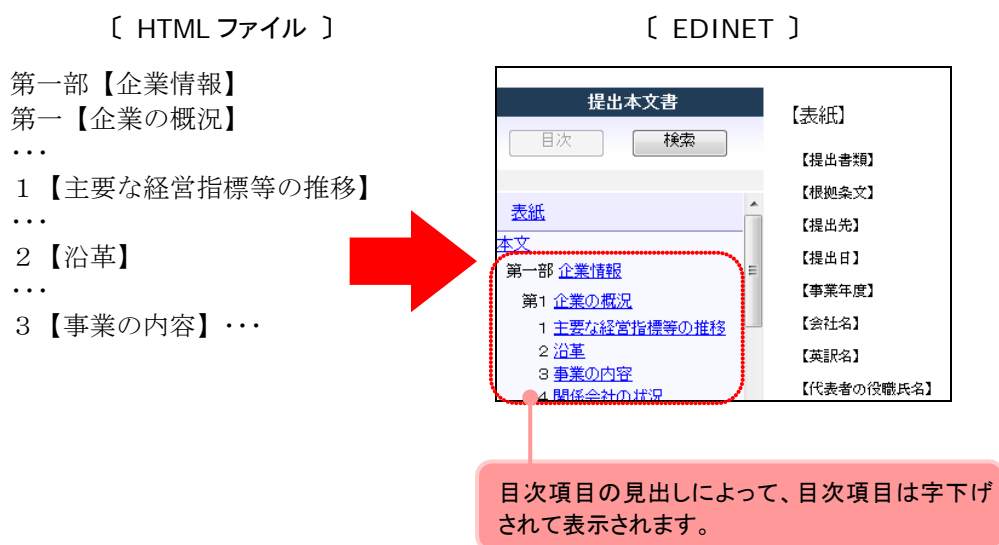 〔 HTML ファイル 〕
〔 EDINET 〕
第一部【企業情報】
第一【企業の概況】
・・・
１【主要な経営指標等の推移】
・・・
２【沿革】
・・・
３【事業の内容】・・・
提出本文書
目次
検索
表紙
本文
第一部 企業情報
第1 企業の概況
1 主要な経営指標等の推移
2 沿革
3 事業の内容
4 関係会社の状況
【表紙】
【提出書類】
【根拠条文】
【提出先】
【提出日】
【事業年度】
【会社名】
【英訳名】
【代表者の役職氏名】
目次項目の見出しによって、目次項目は字下げ
されて表示されます。